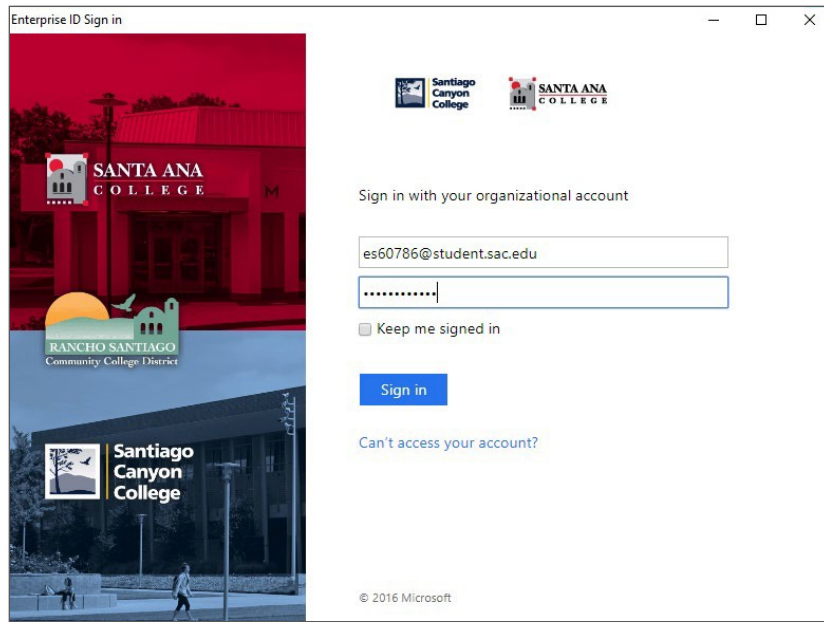 Enterprise ID Sign in
SANTA ANA
COLLEGE
M
RANCHO SANTIAGO
Community College District
Santiago
Canyon
College
Santiago
Canyon
College
SANTA ANA
COLLEGE
Sign in with your organizational account
es60786@student.sac.edu
••••••••••••
Keep me signed in
Sign in
Can't access your account?
© 2016 Microsoft